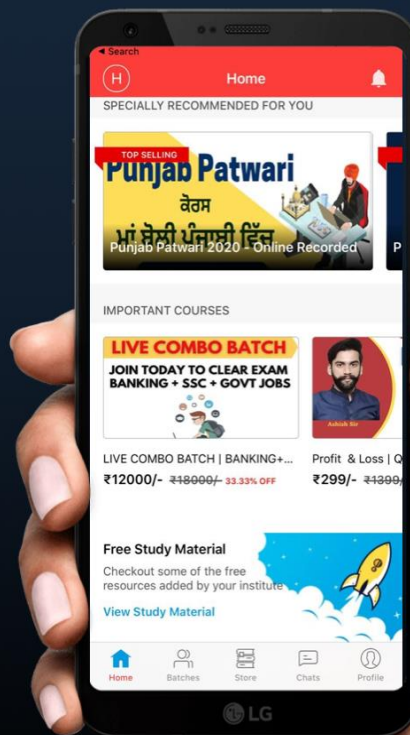 ◄ Search
H
Home
SPECIALLY RECOMMENDED FOR YOU
TOP SELLING
Punjab Patwari
ਕੋਰਸ
ਮਾਂ ਬੋਲੀ ਪੰਜਾਬੀ ਵਿੱਚ
Punjab Patwari 2020 - Online Recorded
P
IMPORTANT COURSES
LIVE COMBO BATCH
JOIN TODAY TO CLEAR EXAM
BANKING + SSC + GOVT JOBS
Ashish Sir
LIVE COMBO BATCH | BANKING+...
₹12000/- ₹18000/- 33.33% OFF
Profit & Loss | Q
₹299/- ₹1399/
Free Study Material
Checkout some of the free
resources added by your institute
View Study Material
Home
Batches
Store
Chats
Profile
LG